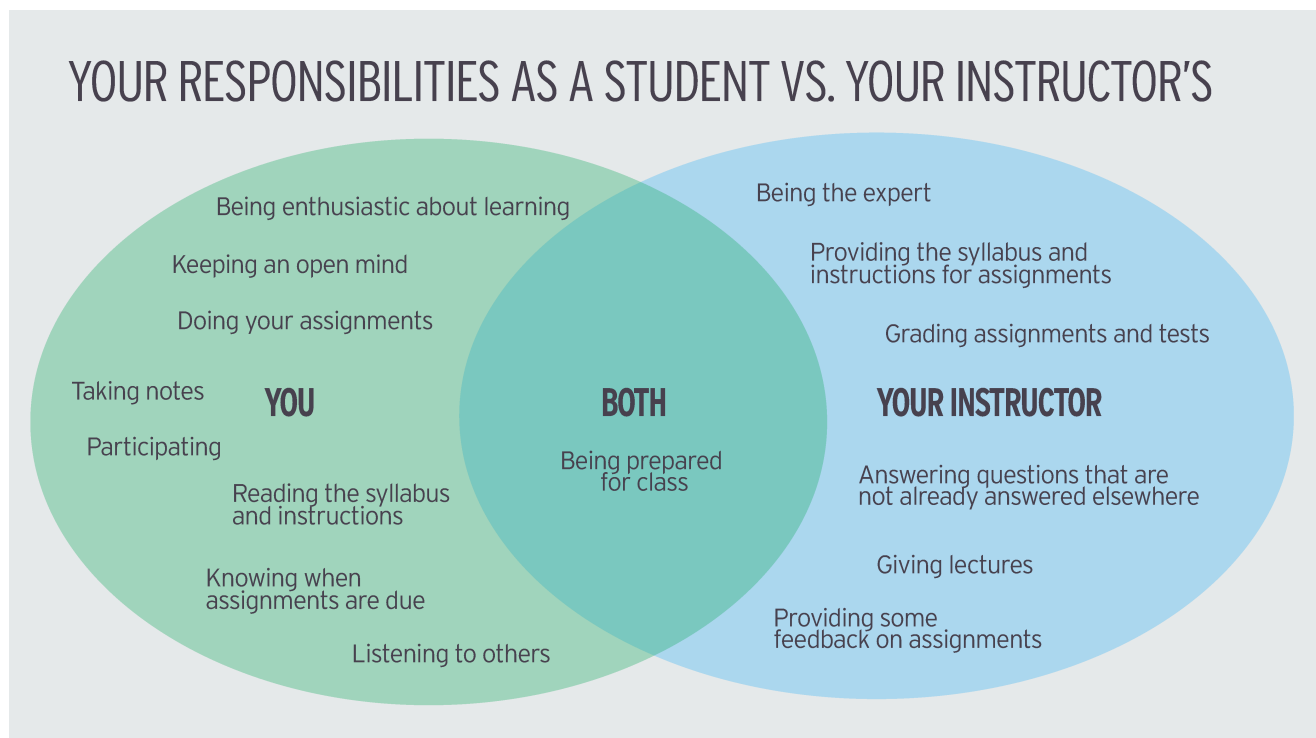 YOUR RESPONSIBILITIES AS A STUDENT VS. YOUR INSTRUCTOR'S
Being enthusiastic about learning
Keeping an open mind
Doing your assignments
Taking notes
YOU
Participating
Reading the syllabus
and instructions
Knowing when
assignments are due
Listening to others
BOTH
Being prepared
for class
Being the expert
Providing the syllabus and
instructions for assignments
Grading assignments and tests
YOUR INSTRUCTOR
Answering questions that are
not already answered elsewhere
Giving lectures
Providing some
feedback on assignments